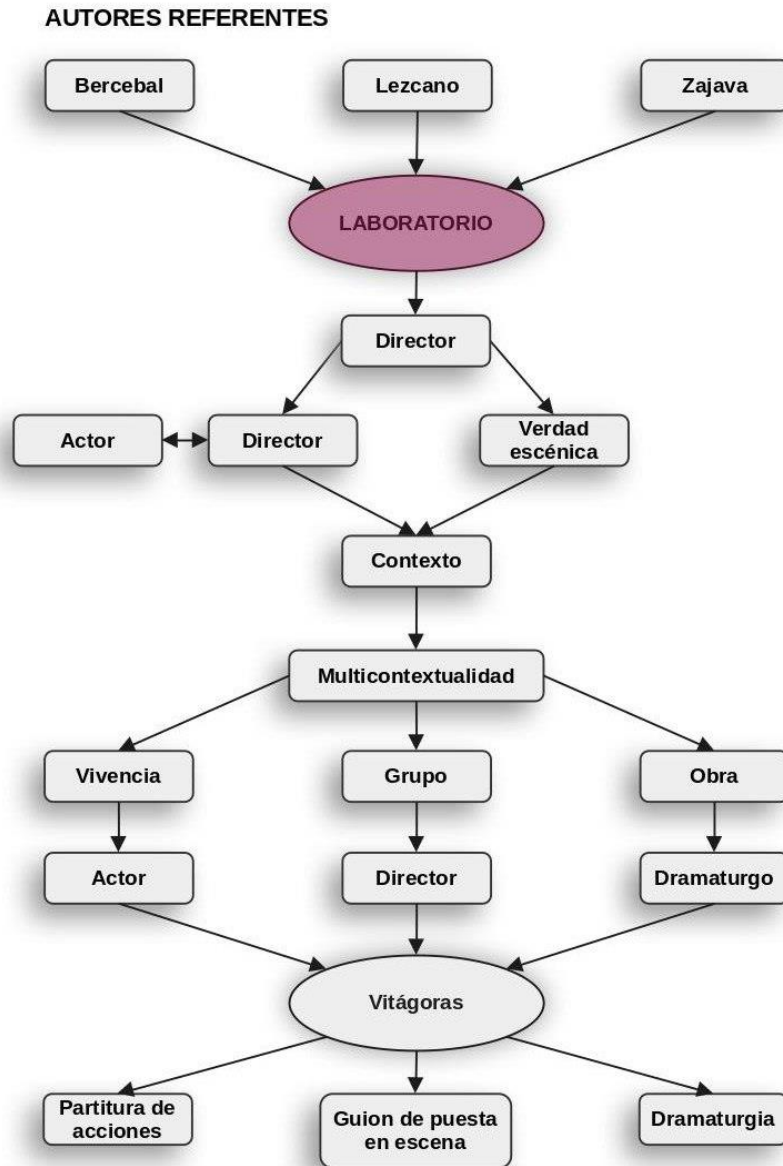 AUTORES REFERENTES
Bercebal
Lezcano
Zajava
LABORATORIO
Director
Actor
Director
Verdad
escénica
Contexto
Multicontextualidad
Vivencia
Grupo
Obra
Actor
Director
Dramaturgo
Vitágoras
Partitura de
acciones
Guion de puesta
en escena
Dramaturgia